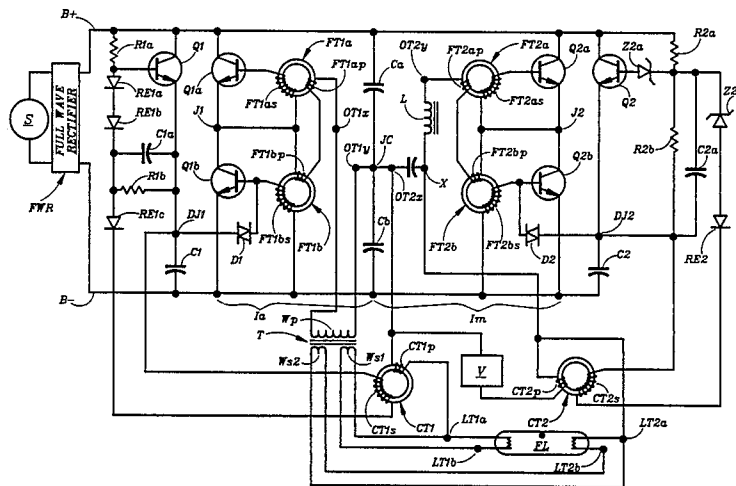 B+
R1a
Q1
FT1a
FT1ap
OT2y
FT2ap
FT2a
Q2a
Z2a
R2a
RE1a
RE1b
Q1a
FT1as
Ca
L
FT2as
Q2
Z2
S
FULL WAVE RECTIFIER
C1a
J1
OT1x
J2
FT1bp
OT1y
JC
FT2bp
R2b
Q1b
Q2b
C2a
R1b
X
OT2x
FWR
RE1c
DJ1
FT1bs
FT1b
FT2b
FT2bs
DJ2
D1
Cb
D2
C1
C2
RE2
B-
Ia
Im
Wp
T
Ws2
Ws1
CT1p
V
CT2p
CT2s
CT1s
CT1
LT1a
CT2
LT2a
FL
LT1b
LT2b